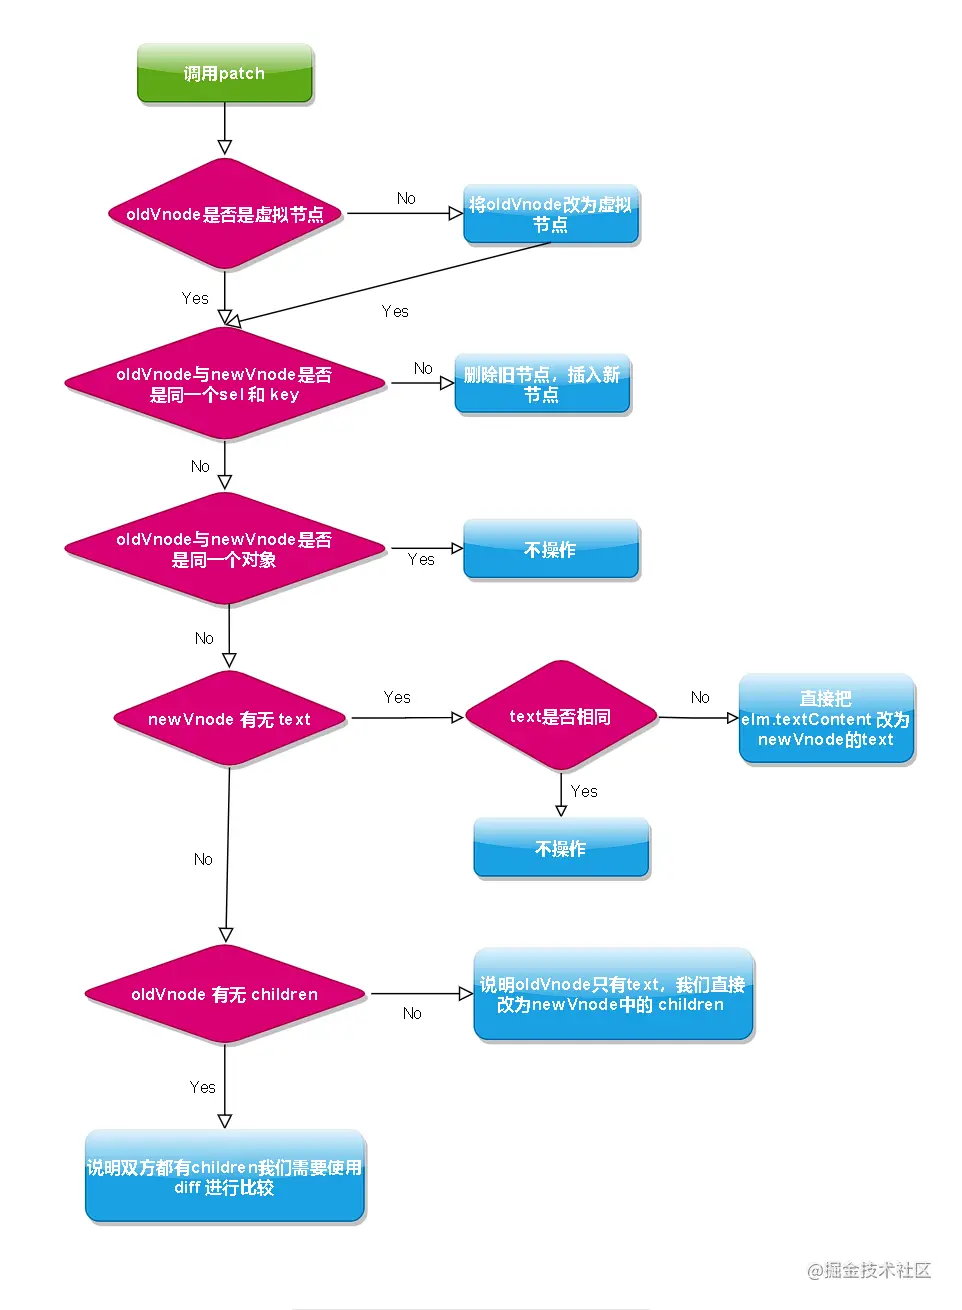 调用patch
oldVnode是否是虚拟节点
No
将oldVnode改为虚拟
节点
Yes
Yes
oldVnode与newVnode是否
是同一个sel 和 key
No
删除旧节点，插入新
节点
No
oldVnode与newVnode是否
是同一个对象
Yes
不操作
No
newVnode 有无 text
Yes
text是否相同
No
直接把
elm.textContent 改为
newVnode的text
Yes
不操作
No
oldVnode 有无 children
No
说明oldVnode只有text，我们直接
改为newVnode中的 children
Yes
说明双方都有children我们需要使用
diff 进行比较
@掘金技术社区